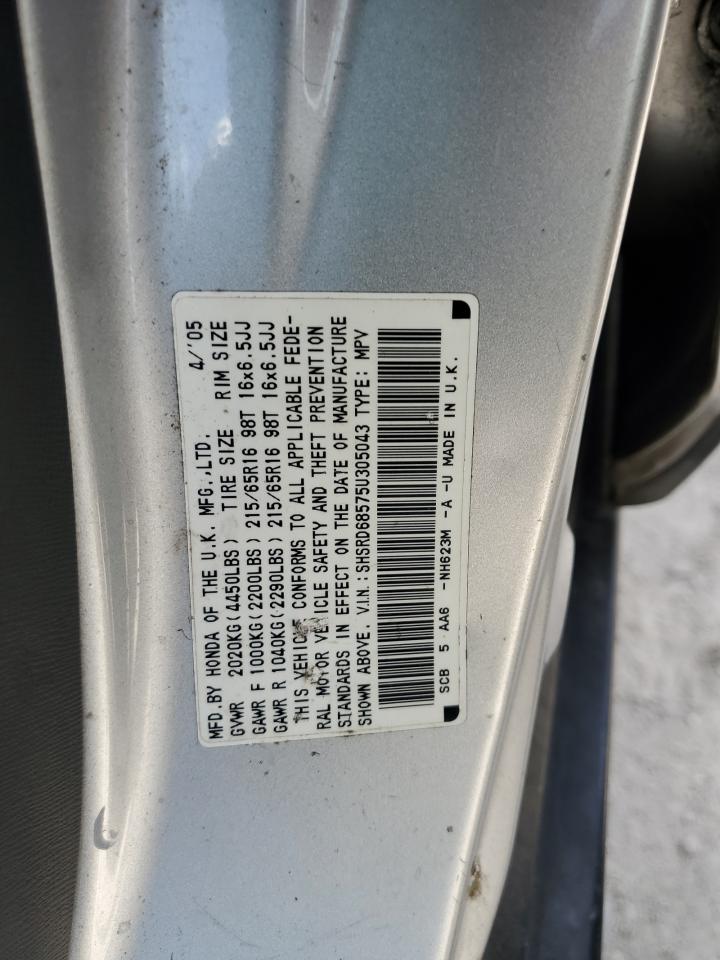 MFD.BY HONDA OF THE U.K. MFG.,LTD. 4/'05
GVWR 2020KG(4450LBS) TIRE SIZE RIM SIZE
GAWR F 1000KG(2200LBS) 215/65R16 98T 16x6.5JJ
GAWR R 1040KG(2290LBS) 215/65R16 98T 16x6.5JJ
THIS VEHICLE CONFORMS TO ALL APPLICABLE FEDE-
RAL MOTOR VEHICLE SAFETY AND THEFT PREVENTION
STANDARDS IN EFFECT ON THE DATE OF MANUFACTURE
SHOWN ABOVE. V.I.N.:SHSRD68575U305043 TYPE: MPV
SCB 5 AA6 -NH623M -A -U MADE IN U.K.